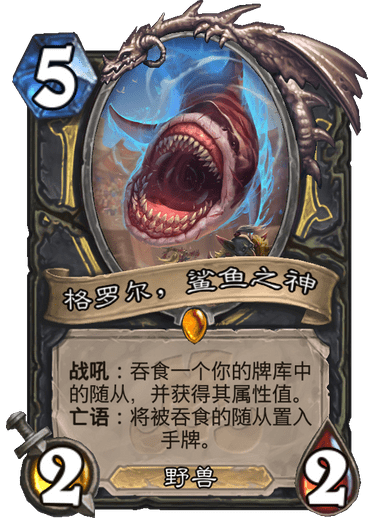 5
格罗尔，鲨鱼之神
战吼：吞食一个你的牌库中
的随从，并获得其属性值。
亡语：将被吞食的随从置入
手牌。
野兽
2
2